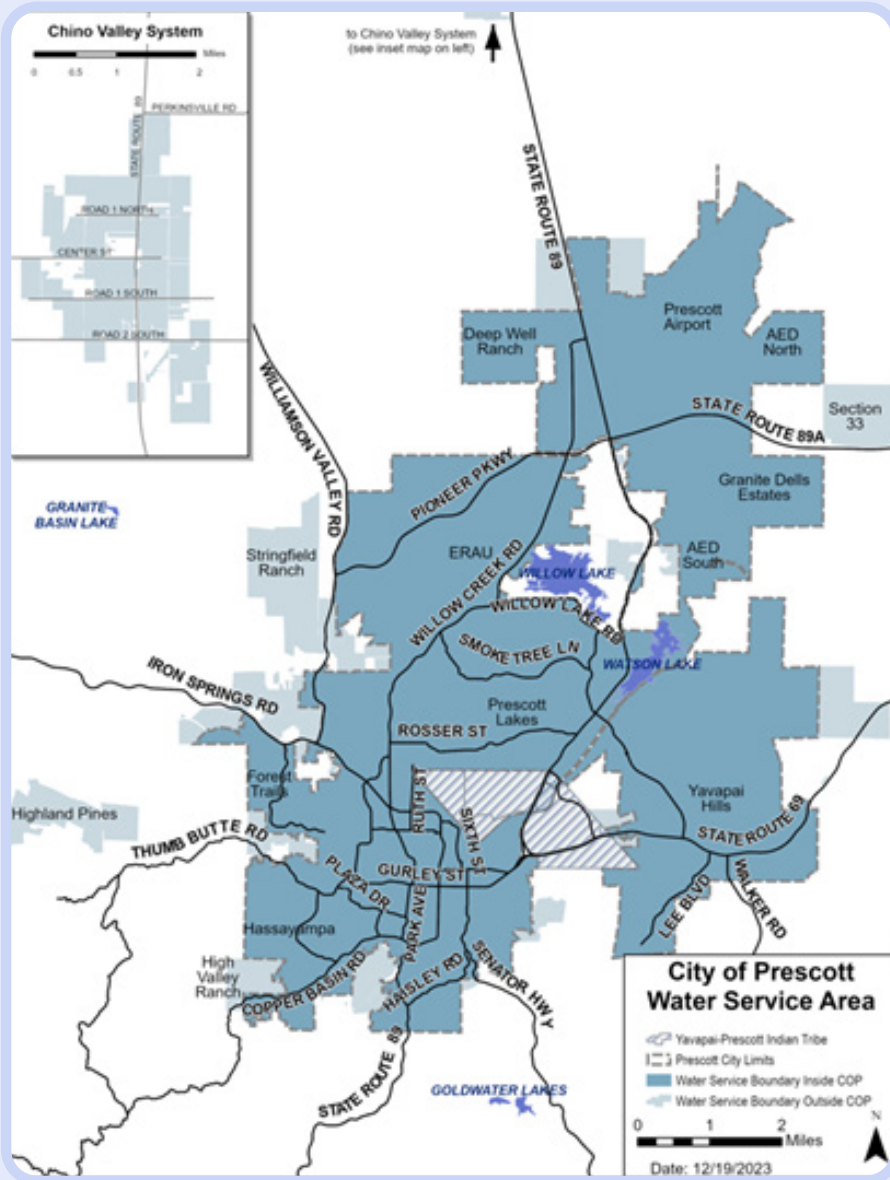 Chino Valley System
Miles
0 0.5 1 2
STATE ROUTE 89
PERKINSVILLE RD
ROAD 1 NORTH
CENTER ST
ROAD 1 SOUTH
ROAD 2 SOUTH
to Chino Valley System
(see inset map on left)
STATE ROUTE 89
Prescott
Airport
Deep Well
Ranch
AED
North
WILLIAMSON VALLEY RD
STATE ROUTE 89A
Section
33
PIONEER PKWY
Granite Dells
Estates
GRANITE
BASIN LAKE
Stringfield
Ranch
ERAU
WILLOW CREEK RD
WILLOW LAKE
AED
South
WILLOW LAKE RD
SMOKE TREE LN
WATSON LAKE
IRON SPRINGS RD
Prescott
Lakes
ROSSER ST
Forest
Trails
RUTH ST
SIXTH ST
Yavapai
Hills
Highland Pines
THUMB BUTTE RD
STATE ROUTE 69
PLAZA DR
GURLEY ST
PARK AVE
LEE BLVD
WALKER RD
Hassayampa
High
Valley
Ranch
COPPER BASIN RD
HAISLEY RD
SENATOR HWY
STATE ROUTE 89
GOLDWATER LAKES
City of Prescott
Water Service Area
Yavapai-Prescott Indian Tribe
Prescott City Limits
Water Service Boundary Inside COP
Water Service Boundary Outside COP
N
0 1 2
Miles
Date: 12/19/2023